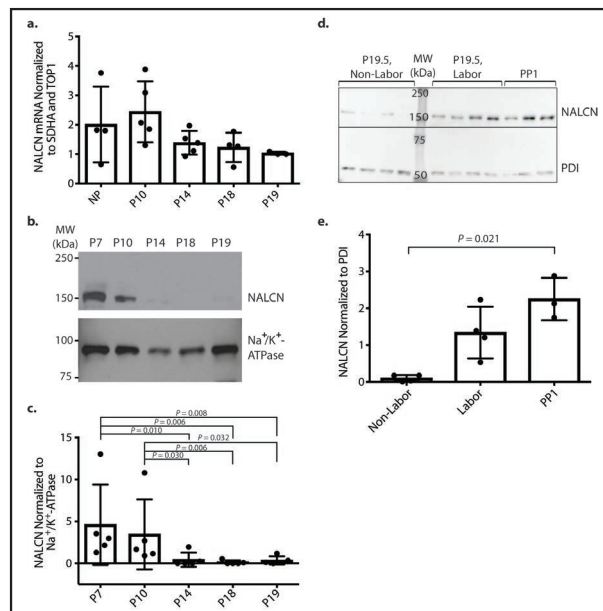 a.
NALCN mRNA Normalized
to SDHA and TOP1
5
4
3
2
1
0
NP
P10
P14
P18
P19
b.
MW
(kDa)
P7
P10
P14
P18
P19
250
150
NALCN
100
75
Na+/K+-
ATPase
c.
P = 0.008
P = 0.006
P = 0.010
P = 0.032
P = 0.006
P = 0.030
NALCN Normalized to
Na+/K+-ATPase
15
10
5
0
P7
P10
P14
P18
P19
d.
P19.5,
Non-Labor
MW
(kDa)
P19.5,
Labor
PP1
250
150
NALCN
75
50
PDI
e.
P = 0.021
NALCN Normalized to PDI
4
3
2
1
0
Non-Labor
Labor
PP1